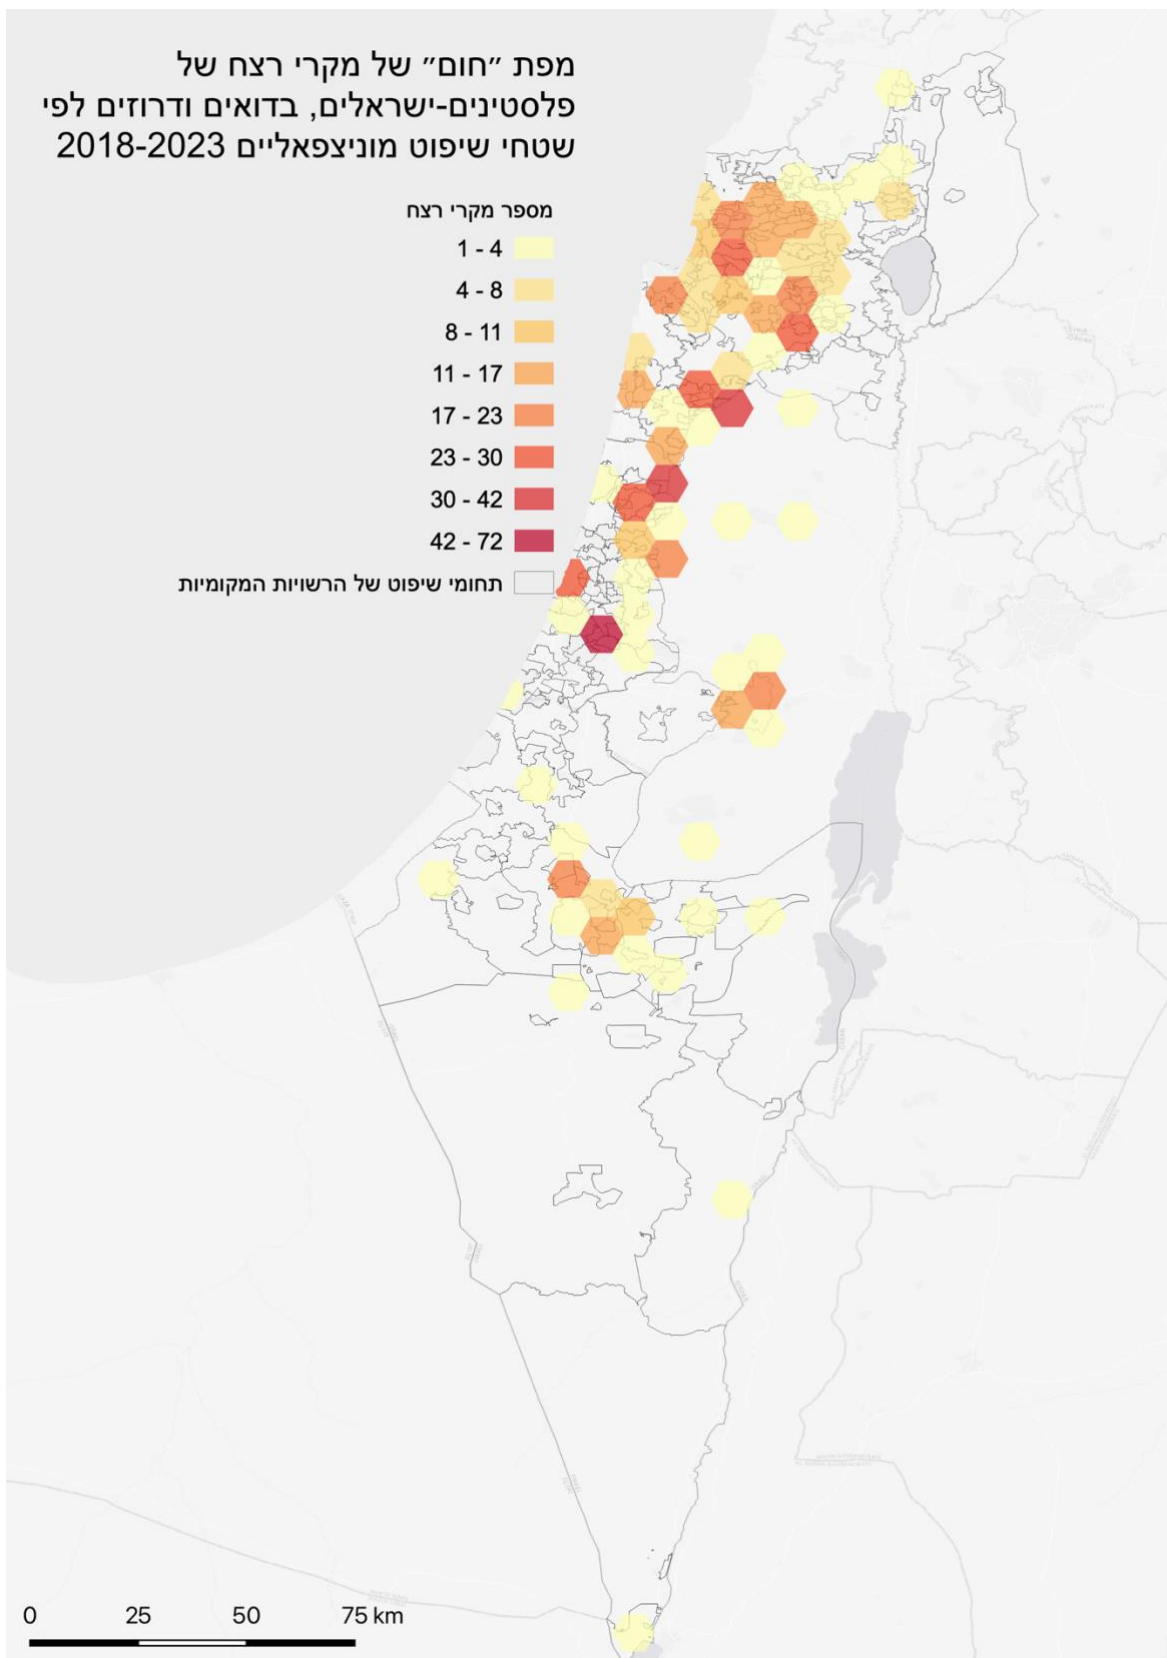 מפת ״חום״ של מקרי רצח של
פלסטינים-ישראלים, בדואים ודרוזים לפי
שטחי שיפוט מוניצפאליים 2018-2023
מספר מקרי רצח
1 - 4
4 - 8
8 - 11
11 - 17
17 - 23
23 - 30
30 - 42
42 - 72
תחומי שיפוט של הרשויות המקומיות
0 25 50 75 km